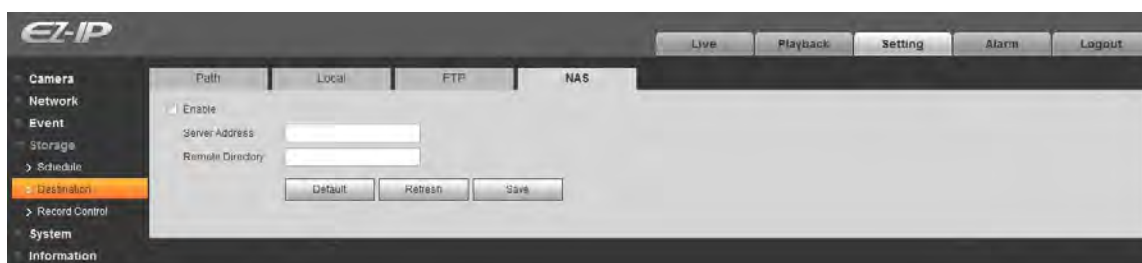 EZ-IP
Live Playback Setting Alarm Logout
Camera
Network
Event
Storage
> Schedule
> Destination
> Record Control
System
Information
Path Local FTP NAS
Enable
Server Address
Remote Directory
Default Refresh Save